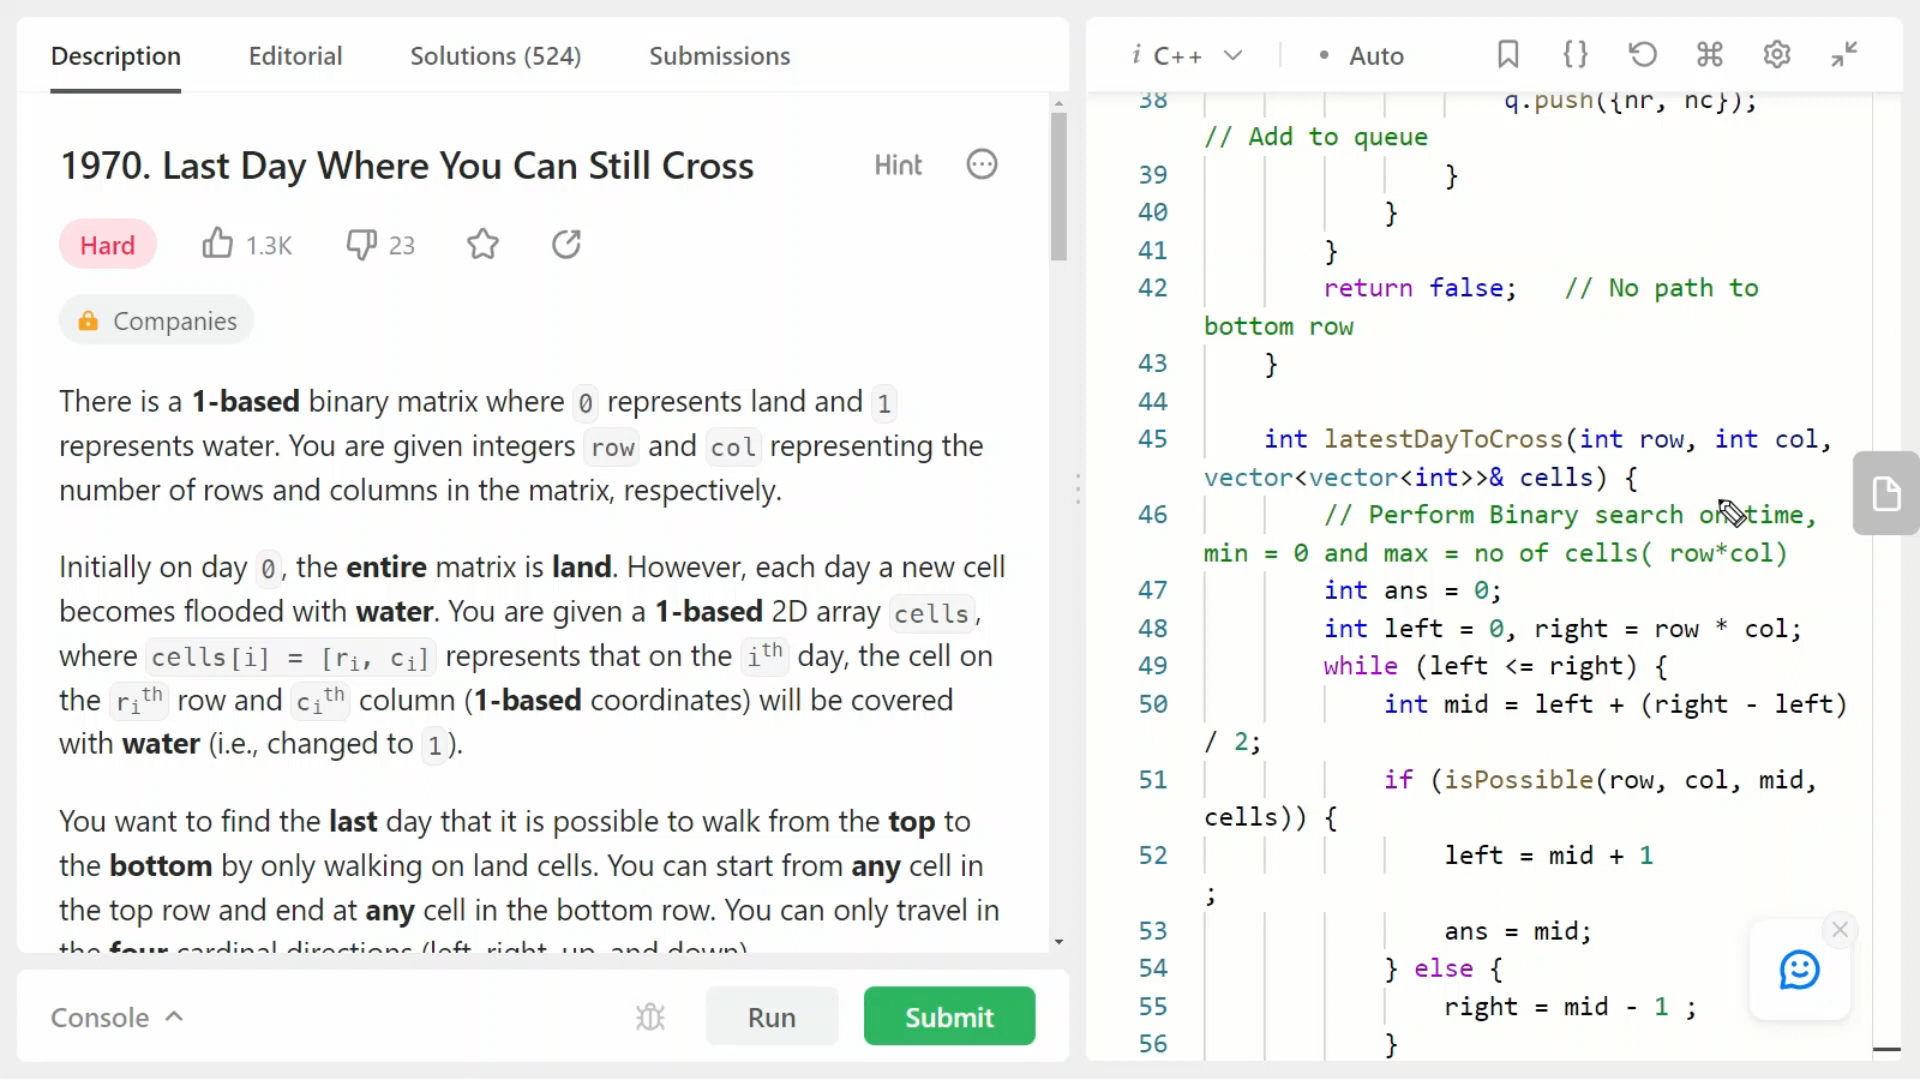 Description Editorial Solutions (524) Submissions
1970. Last Day Where You Can Still Cross Hint
Hard 1.3K 23
Companies
There is a 1-based binary matrix where 0 represents land and 1
represents water. You are given integers row and col representing the
number of rows and columns in the matrix, respectively.
Initially on day 0, the entire matrix is land. However, each day a new cell
becomes flooded with water. You are given a 1-based 2D array cells,
where cells[i] = [ri, ci] represents that on the ith day, the cell on
the rith row and cith column (1-based coordinates) will be covered
with water (i.e., changed to 1).
You want to find the last day that it is possible to walk from the top to
the bottom by only walking on land cells. You can start from any cell in
the top row and end at any cell in the bottom row. You can only travel in
the four cardinal directions (left, right, up, and down).
Console Run Submit
i C++ • Auto
38 q.push({nr, nc});
// Add to queue
39 }
40 }
41 }
42 return false; // No path to
bottom row
43 }
44
45 int latestDayToCross(int row, int col,
vector<vector<int>>& cells) {
46 // Perform Binary search on time,
min = 0 and max = no of cells( row*col)
47 int ans = 0;
48 int left = 0, right = row * col;
49 while (left <= right) {
50 int mid = left + (right - left)
/ 2;
51 if (isPossible(row, col, mid,
cells)) {
52 left = mid + 1
;
53 ans = mid;
54 } else {
55 right = mid - 1 ;
56 }